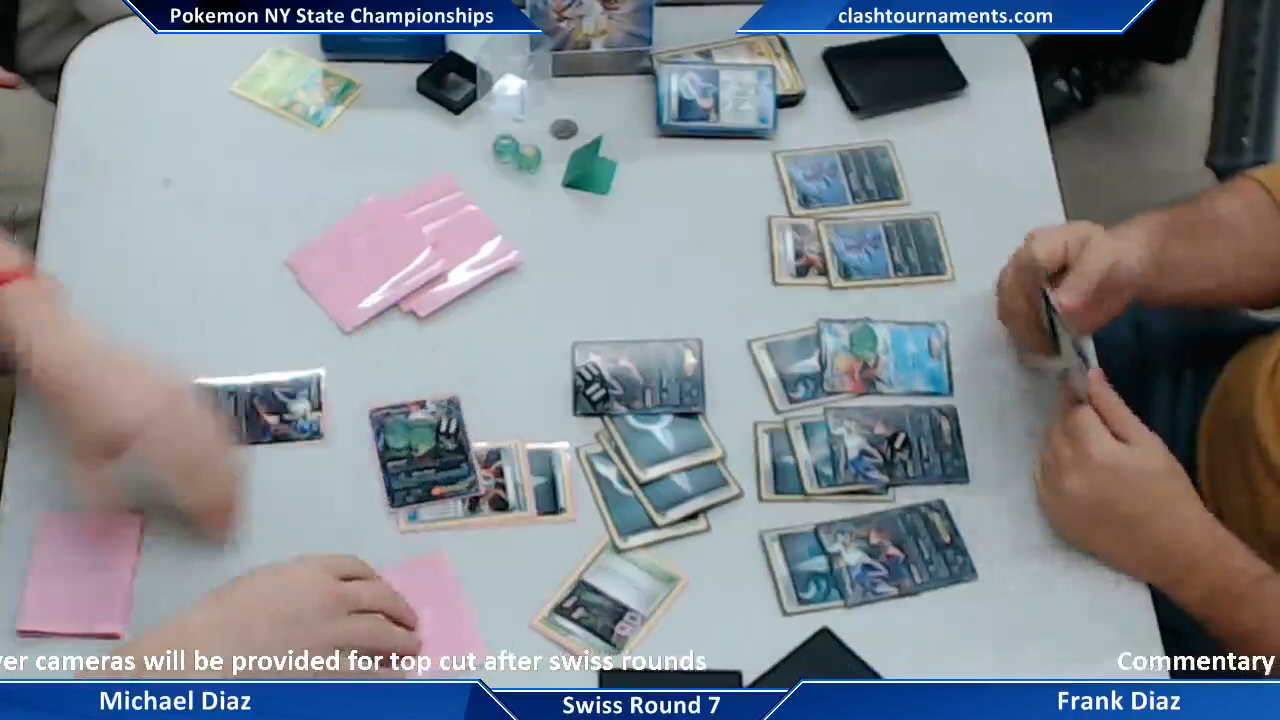 Pokemon NY State Championships
clashtournaments.com
ver cameras will be provided for top cut after swiss rounds
Commentary
Michael Diaz
Swiss Round 7
Frank Diaz